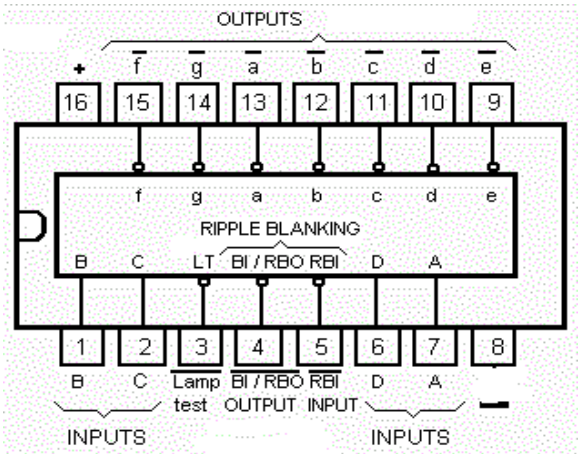 OUTPUTS
+ f g a b c d e
16 15 14 13 12 11 10 9
f g a b c d e
RIPPLE BLANKING
B C LT BI / RBO RBI D A
1 2 3 4 5 6 7 8
B C Lamp BI / RBO RBI D A
test OUTPUT INPUT
INPUTS INPUTS